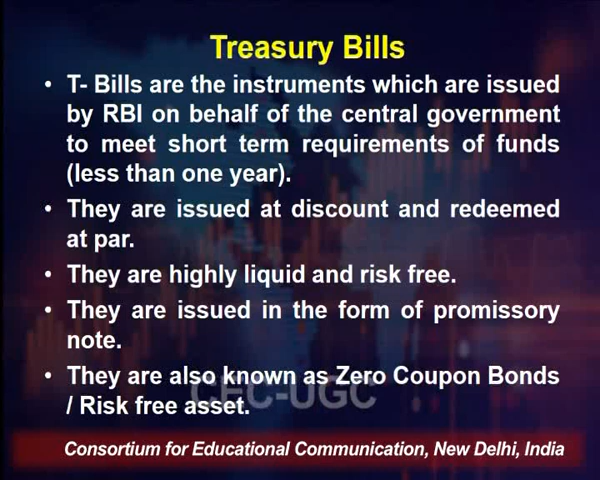 Treasury Bills
• T- Bills are the instruments which are issued
by RBI on behalf of the central government
to meet short term requirements of funds
(less than one year).
• They are issued at discount and redeemed
at par.
• They are highly liquid and risk free.
• They are issued in the form of promissory
note.
• They are also known as Zero Coupon Bonds
/ Risk free asset.
CEC-UGC
Consortium for Educational Communication, New Delhi, India